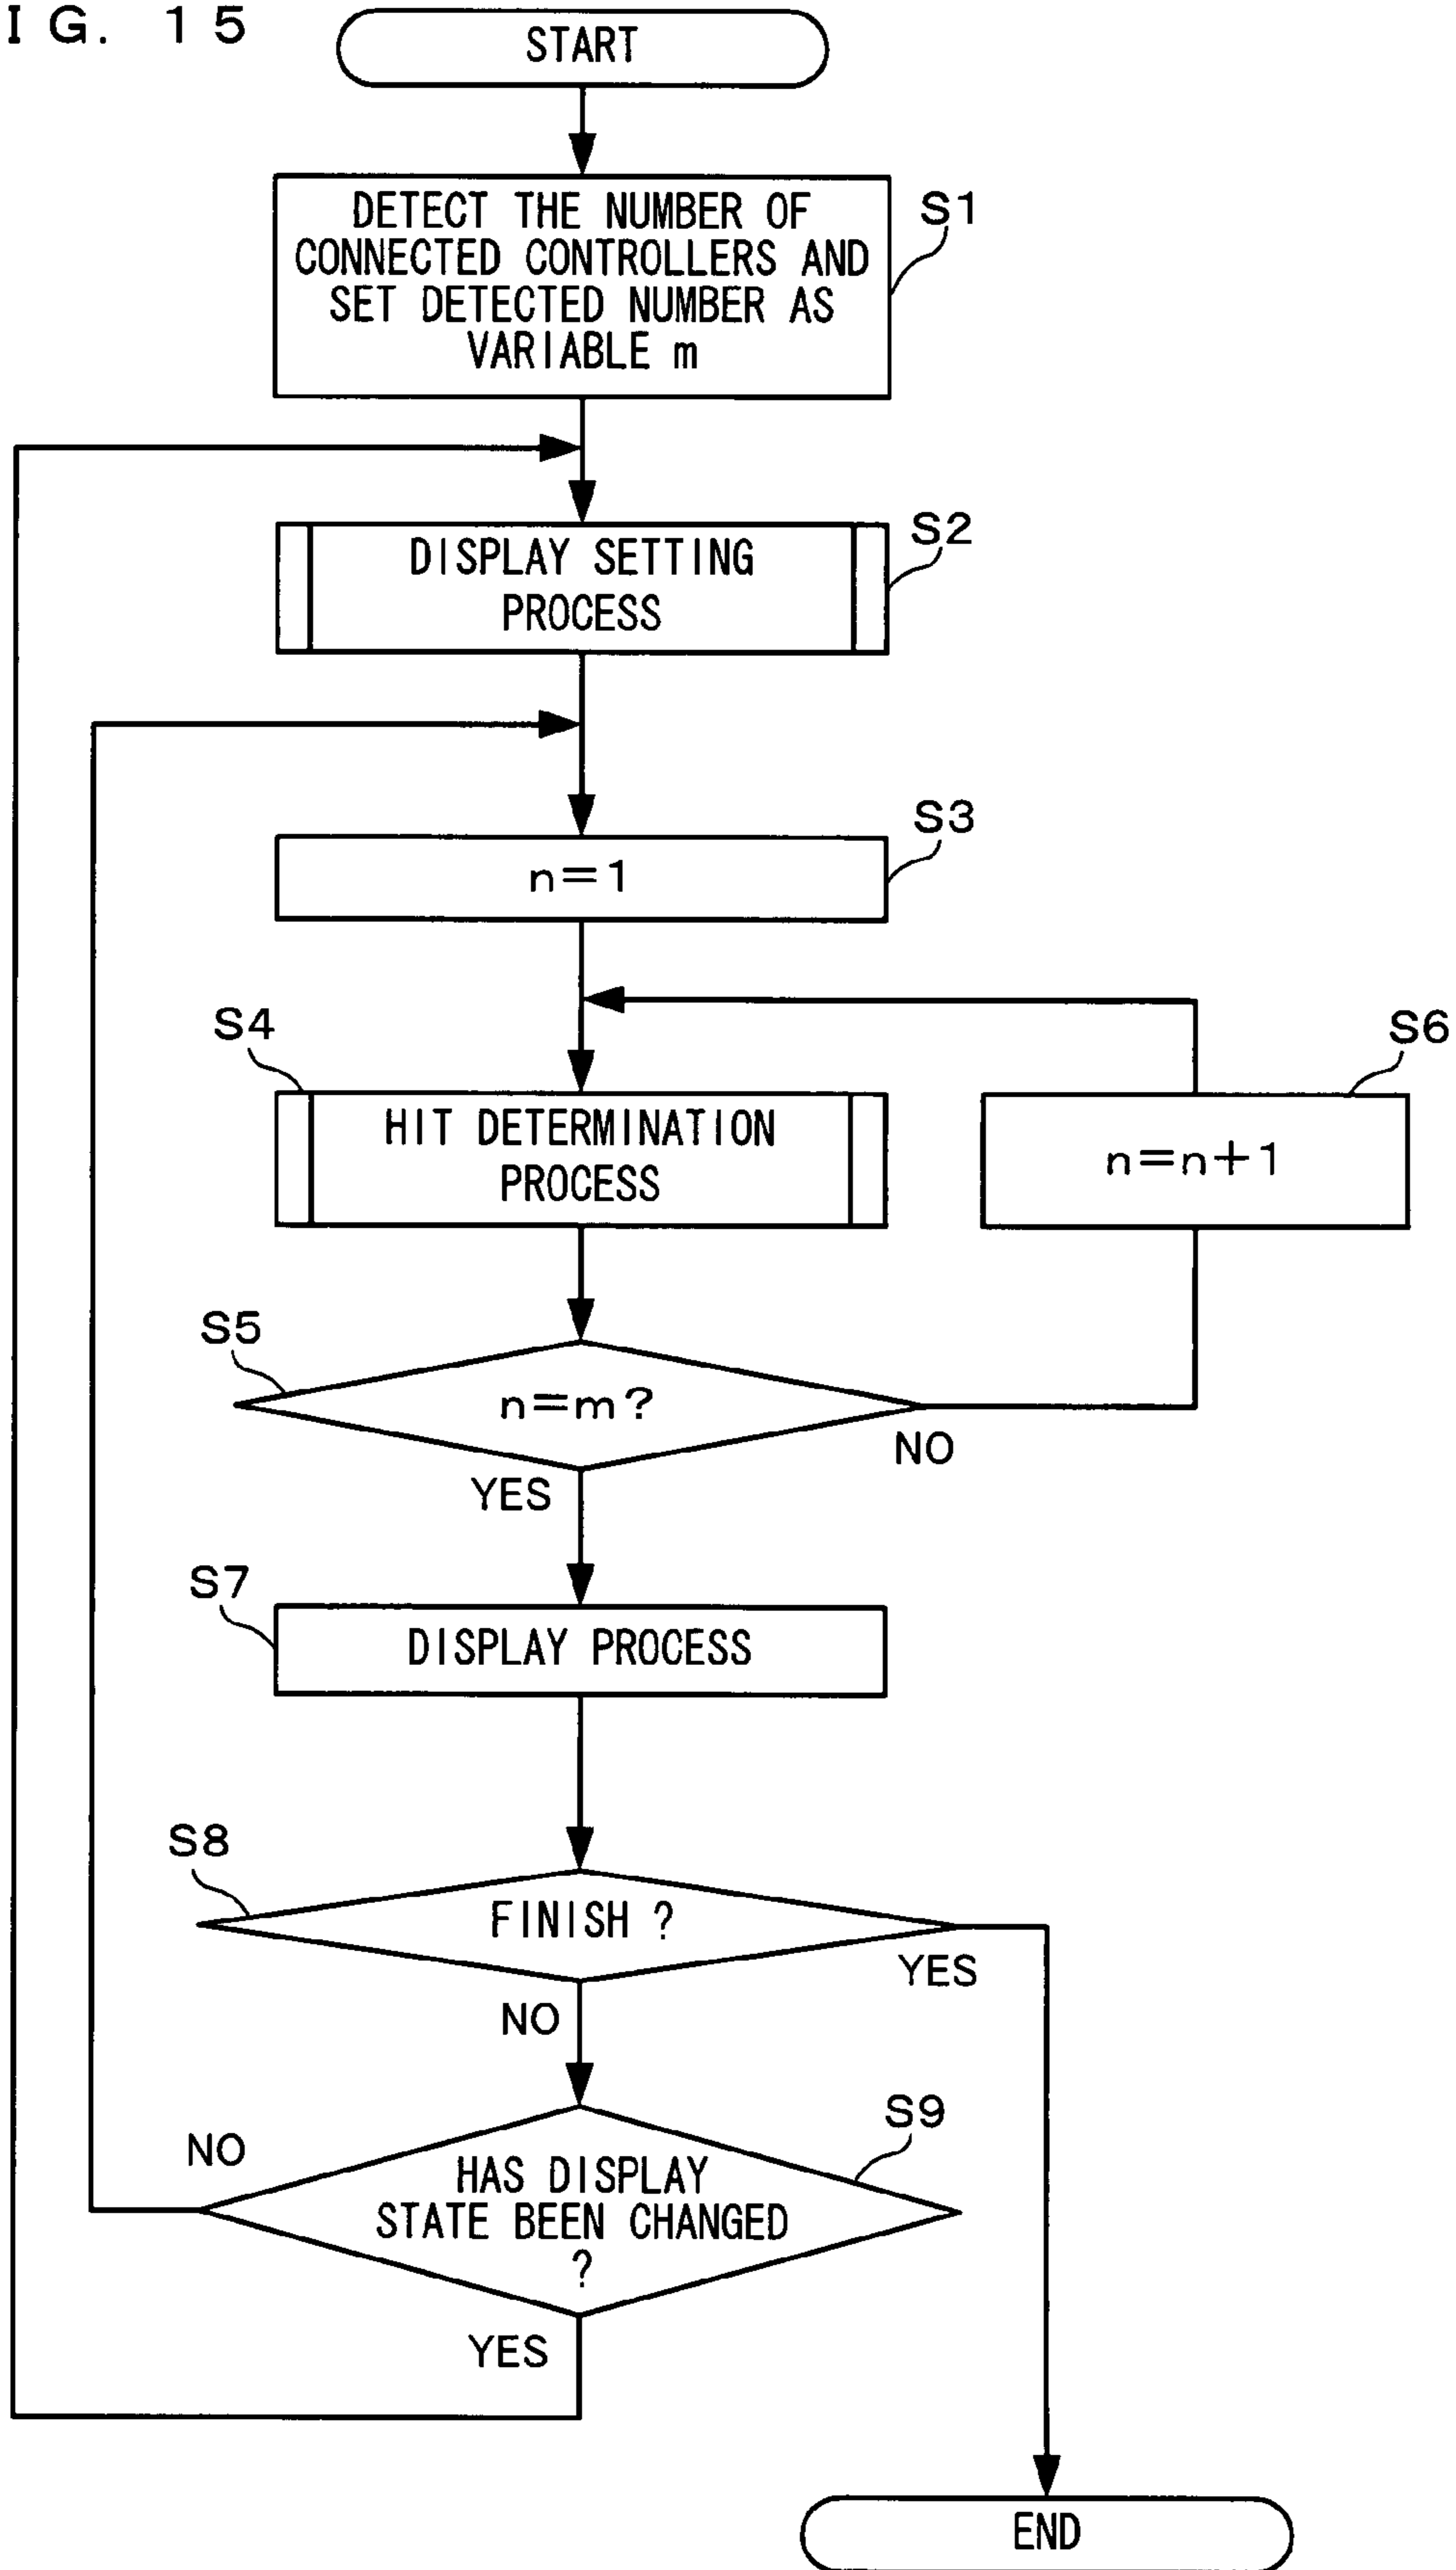 IG. 15
START
DETECT THE NUMBER OF
CONNECTED CONTROLLERS AND
SET DETECTED NUMBER AS
VARIABLE m
S1
DISPLAY SETTING
PROCESS
S2
n=1
S3
S4
HIT DETERMINATION
PROCESS
S6
n=n+1
S5
n=m?
NO
YES
S7
DISPLAY PROCESS
S8
FINISH ?
YES
NO
S9
NO
HAS DISPLAY
STATE BEEN CHANGED
?
YES
END